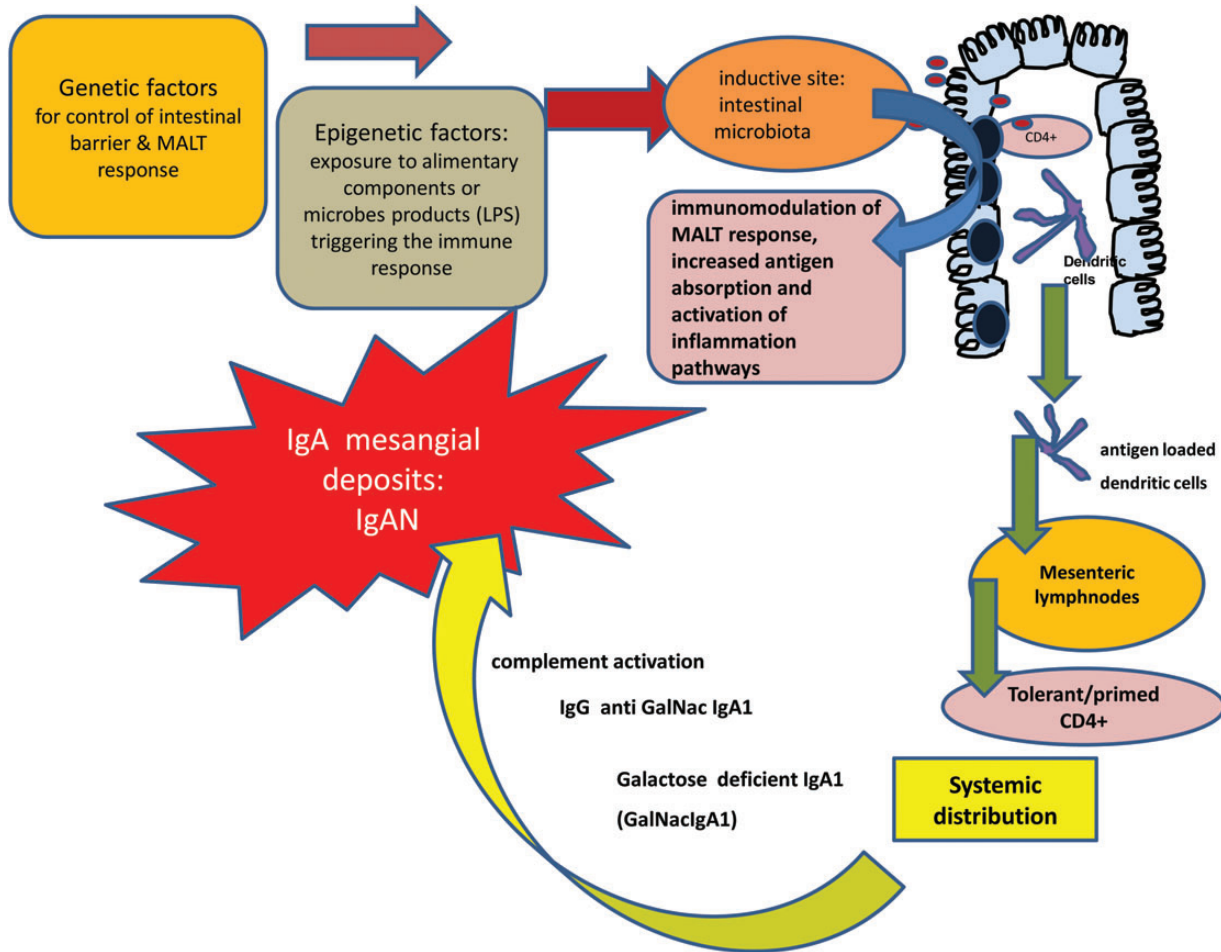 Genetic factors
for control of intestinal
barrier & MALT
response
Epigenetic factors:
exposure to alimentary
components or
microbes products (LPS)
triggering the immune
response
inductive site:
intestinal
microbiota
CD4+
immunomodulation of
MALT response,
increased antigen
absorption and
activation of
inflammation
pathways
Dendritic
cells
antigen loaded
dendritic cells
Mesenteric
lymphnodes
Tolerant/primed
CD4+
Systemic
distribution
Galactose deficient IgA1
(GalNacIgA1)
IgG anti GalNac IgA1
complement activation
IgA mesangial
deposits:
IgAN